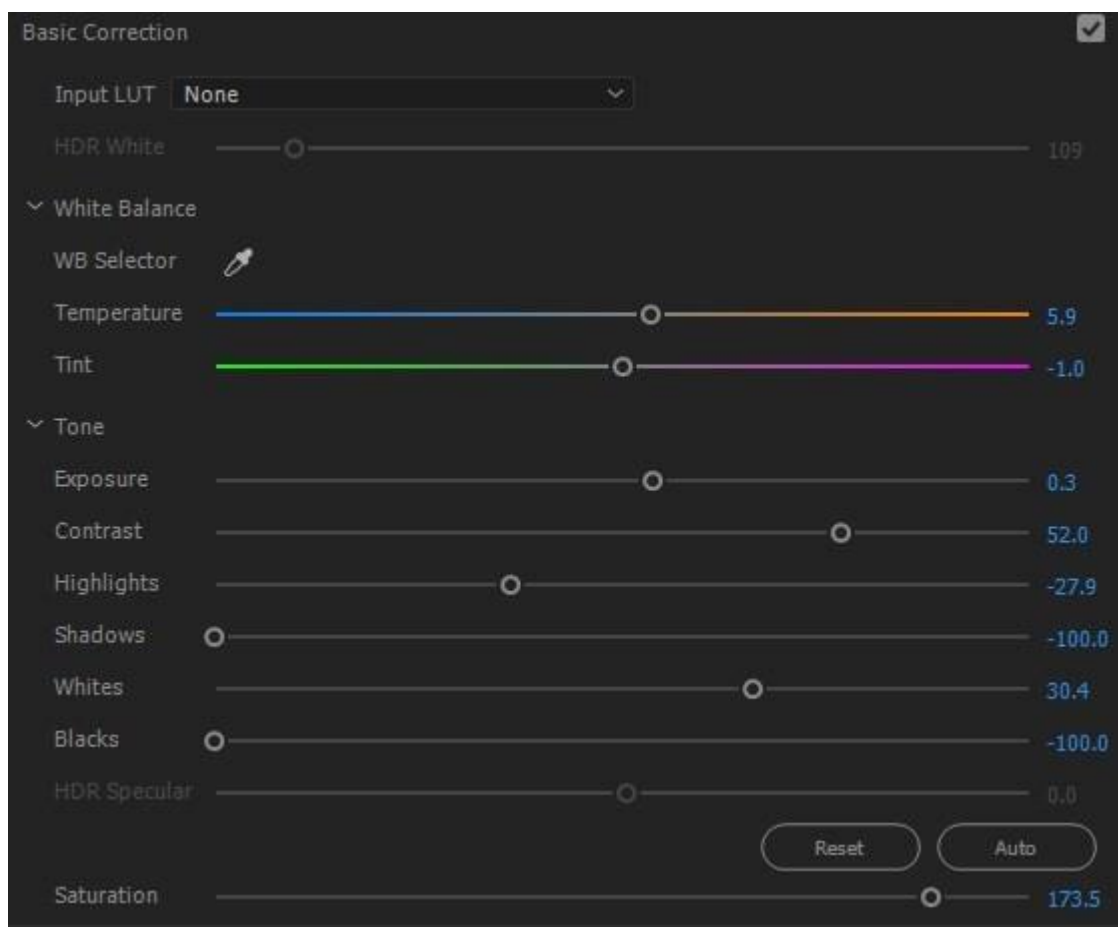 Basic Correction
Input LUT None
HDR White 109
White Balance
WB Selector
Temperature 5.9
Tint -1.0
Tone
Exposure 0.3
Contrast 52.0
Highlights -27.9
Shadows -100.0
Whites 30.4
Blacks -100.0
HDR Specular 0.0
Reset Auto
Saturation 173.5